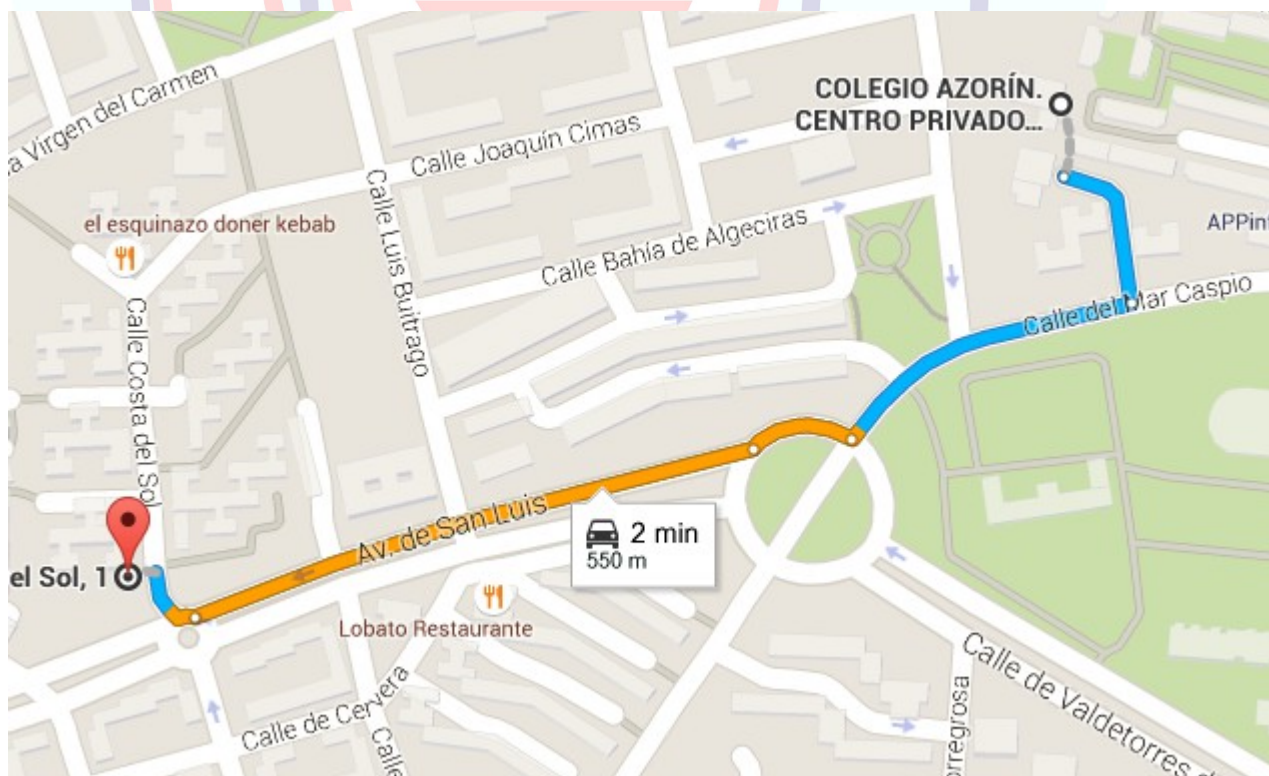 a Virgen del Carmen
COLEGIO AZORÍN.
CENTRO PRIVADO...
Calle Joaquín Cimas
el esquinazo doner kebab
Calle Luis Buitrago
Calle Bahía de Algeciras
APPint
Calle del Mar Caspio
Calle Costa del Sol
Av. de San Luis
2 min
550 m
el Sol, 1
Lobato Restaurante
Calle de Cervera
Calle
Calle de Valdetorres
orregrosa